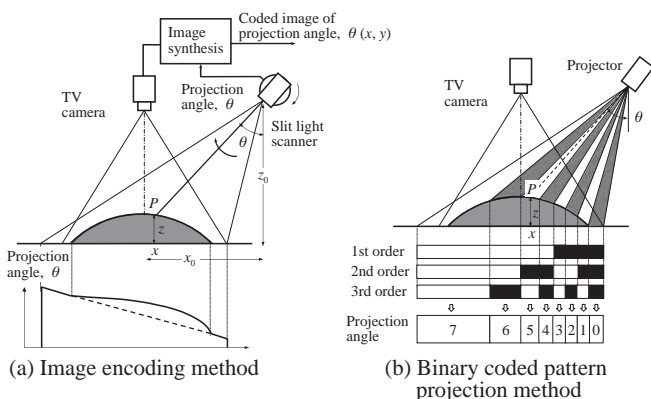 Coded image of
projection angle, θ (x, y)
Image
synthesis
Projection
angle, θ
TV
camera
Slit light
scanner
θ
z0
P
z
x
x0
Projection
angle, θ
(a) Image encoding method
Projector
TV
camera
θ
P
z
x
1st order
2nd order
3rd order
Projection
angle
7 6 5 4 3 2 1 0
(b) Binary coded pattern
projection method